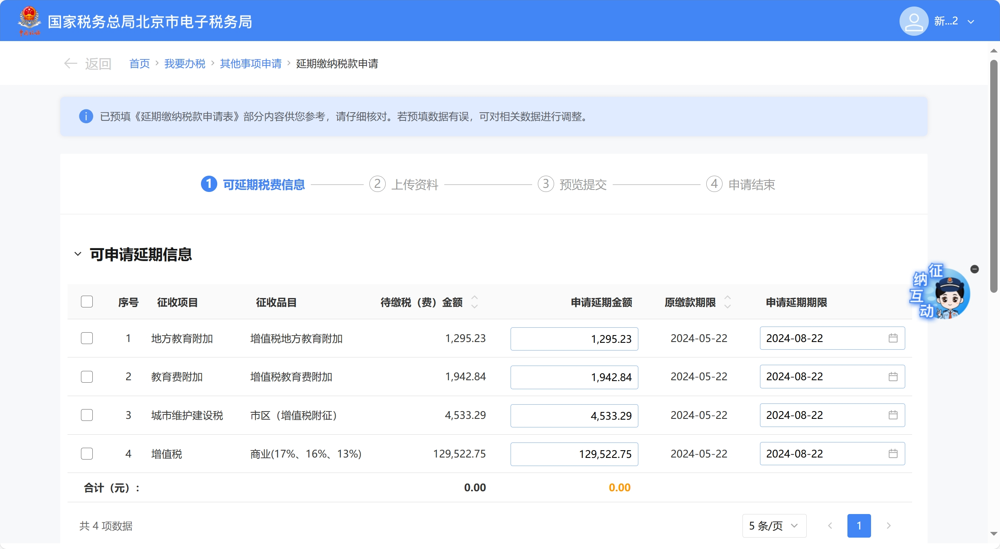 国家税务总局北京市电子税务局 新...2
返回 首页 > 我要办税 > 其他事项申请 > 延期缴纳税款申请
已预填《延期缴纳税款申请表》部分内容供您参考，请仔细核对。若预填数据有误，可对相关数据进行调整。
1 可延期税费信息 2 上传资料 3 预览提交 4 申请结束
可申请延期信息
征
纳
互
动
序号 征收项目 征收品目 待缴税（费）金额 申请延期金额 原缴款期限 申请延期期限
1 地方教育附加 增值税地方教育附加 1,295.23 1,295.23 2024-05-22 2024-08-22
2 教育费附加 增值税教育费附加 1,942.84 1,942.84 2024-05-22 2024-08-22
3 城市维护建设税 市区（增值税附征） 4,533.29 4,533.29 2024-05-22 2024-08-22
4 增值税 商业(17%、16%、13%) 129,522.75 129,522.75 2024-05-22 2024-08-22
合计（元）： 0.00 0.00
共 4 项数据 5 条/页 < 1 >